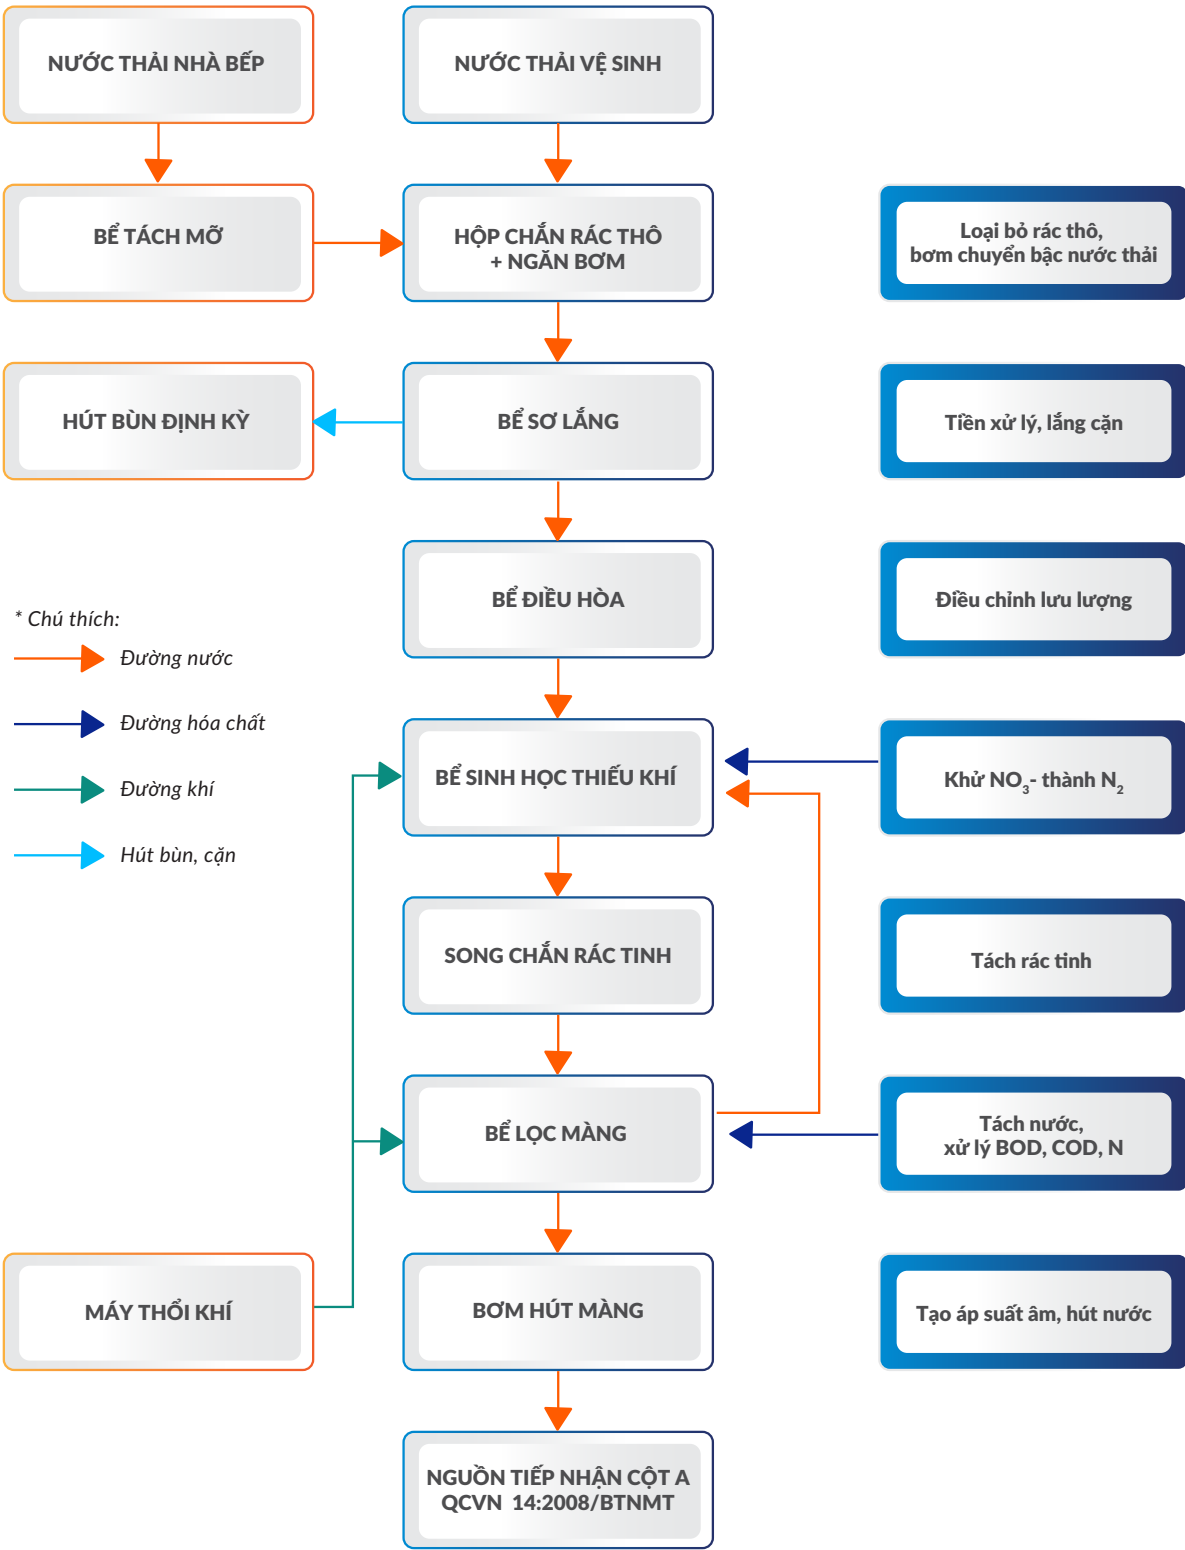 NƯỚC THẢI NHÀ BẾP
NƯỚC THẢI VỆ SINH
BỂ TÁCH MỠ
HỘP CHẮN RÁC THÔ
+ NGĂN BƠM
Loại bỏ rác thô,
bơm chuyển bậc nước thải
HÚT BÙN ĐỊNH KỲ
BỂ SƠ LẮNG
Tiền xử lý, lắng cặn
BỂ ĐIỀU HÒA
Điều chỉnh lưu lượng
* Chú thích:
Đường nước
Đường hóa chất
Đường khí
Hút bùn, cặn
BỂ SINH HỌC THIẾU KHÍ
Khử NO₃- thành N₂
SONG CHẮN RÁC TINH
Tách rác tinh
BỂ LỌC MÀNG
Tách nước,
xử lý BOD, COD, N
MÁY THỔI KHÍ
BƠM HÚT MÀNG
Tạo áp suất âm, hút nước
NGUỒN TIẾP NHẬN CỘT A
QCVN 14:2008/BTNMT